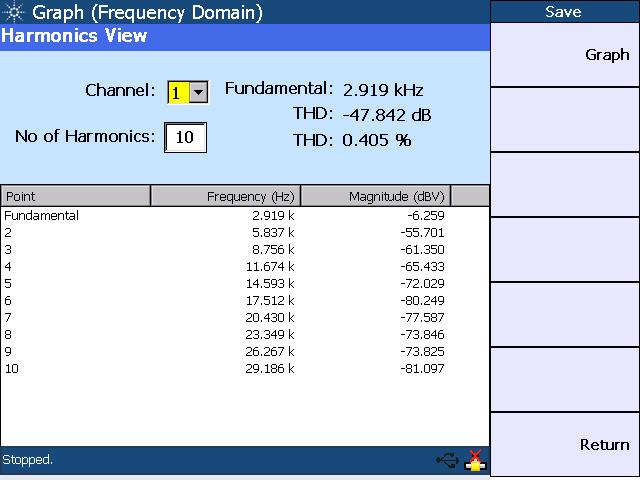 Graph (Frequency Domain)
Save
Harmonics View
Graph
Channel: 1
Fundamental: 2.919 kHz
THD: -47.842 dB
No of Harmonics: 10
THD: 0.405 %
Point Frequency (Hz) Magnitude (dBV)
Fundamental 2.919 k -6.259
2 5.837 k -55.701
3 8.756 k -61.350
4 11.674 k -65.433
5 14.593 k -72.029
6 17.512 k -80.249
7 20.430 k -77.587
8 23.349 k -73.846
9 26.267 k -73.825
10 29.186 k -81.097
Return
Stopped.